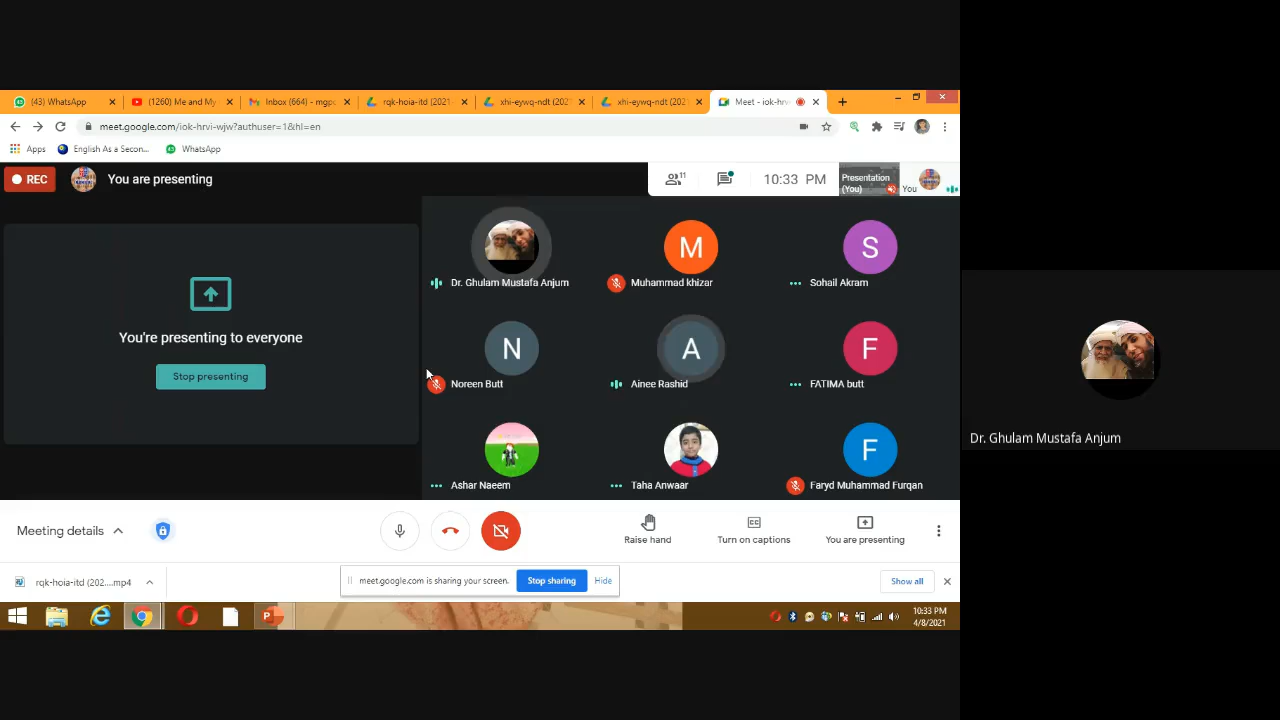 (43) WhatsApp
(1260) Me and My
Inbox (664) - mgpc
rqk-hoia-itd (2021-
xhi-eywq-ndt (2021
xhi-eywq-ndt (2021
Meet - iok-hrvi
meet.google.com/iok-hrvi-wjw?authuser=1&hl=en
Apps
English As a Secon...
WhatsApp
REC
You are presenting
11
10:33 PM
Presentation
(You)
You
You're presenting to everyone
Stop presenting
Dr. Ghulam Mustafa Anjum
M
Muhammad khizar
S
Sohail Akram
N
Noreen Butt
A
Ainee Rashid
F
FATIMA butt
Ashar Naeem
Taha Anwaar
F
Faryd Muhammad Furqan
Dr. Ghulam Mustafa Anjum
Meeting details
Raise hand
Turn on captions
You are presenting
rqk-hoia-itd (202....mp4
meet.google.com is sharing your screen.
Stop sharing
Hide
Show all
10:33 PM
4/8/2021